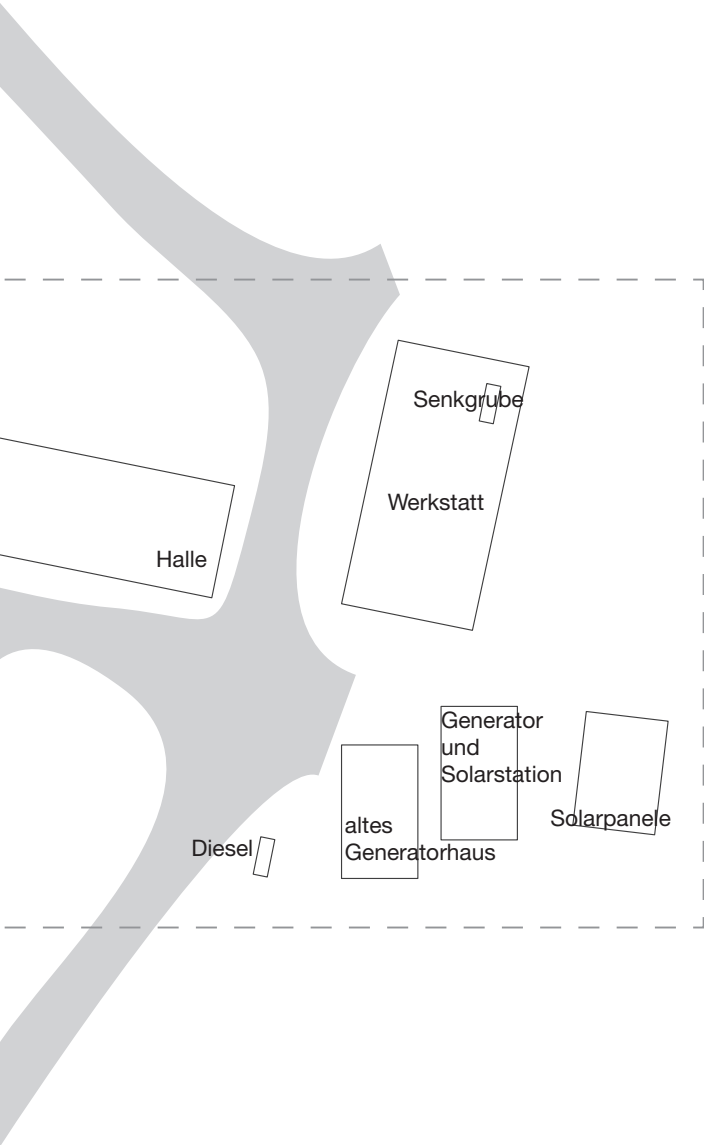 Senkgrube
Werkstatt
Halle
Generator
und
Solarstation
Solarpanele
altes
Generatorhaus
Diesel